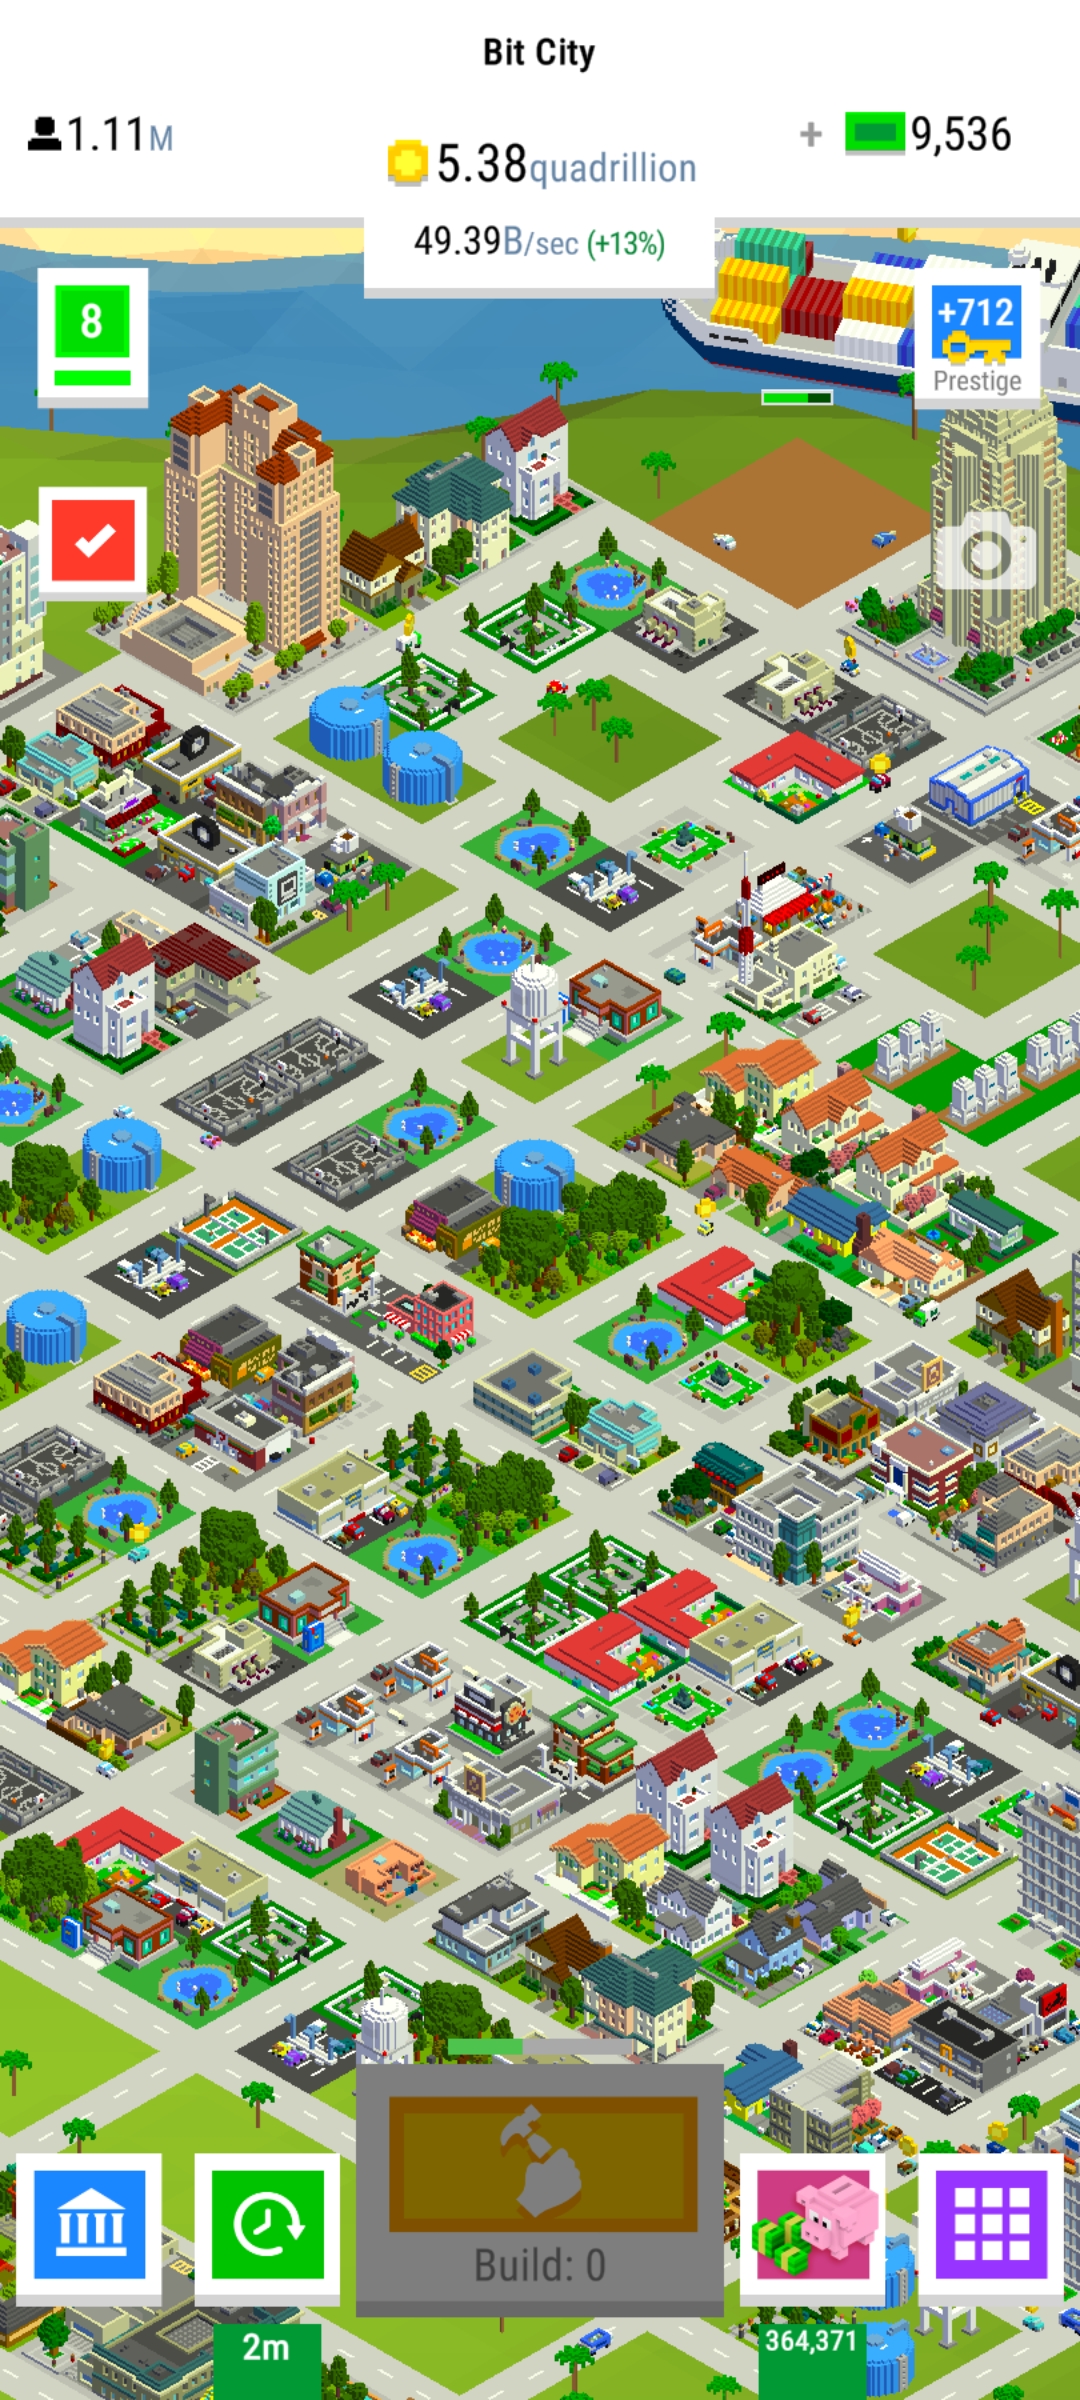 Bit City
1.11M
5.38quadrillion
+ 9,536
49.39B/sec (+13%)
8
+712
Prestige
Build: 0
2m
364,371